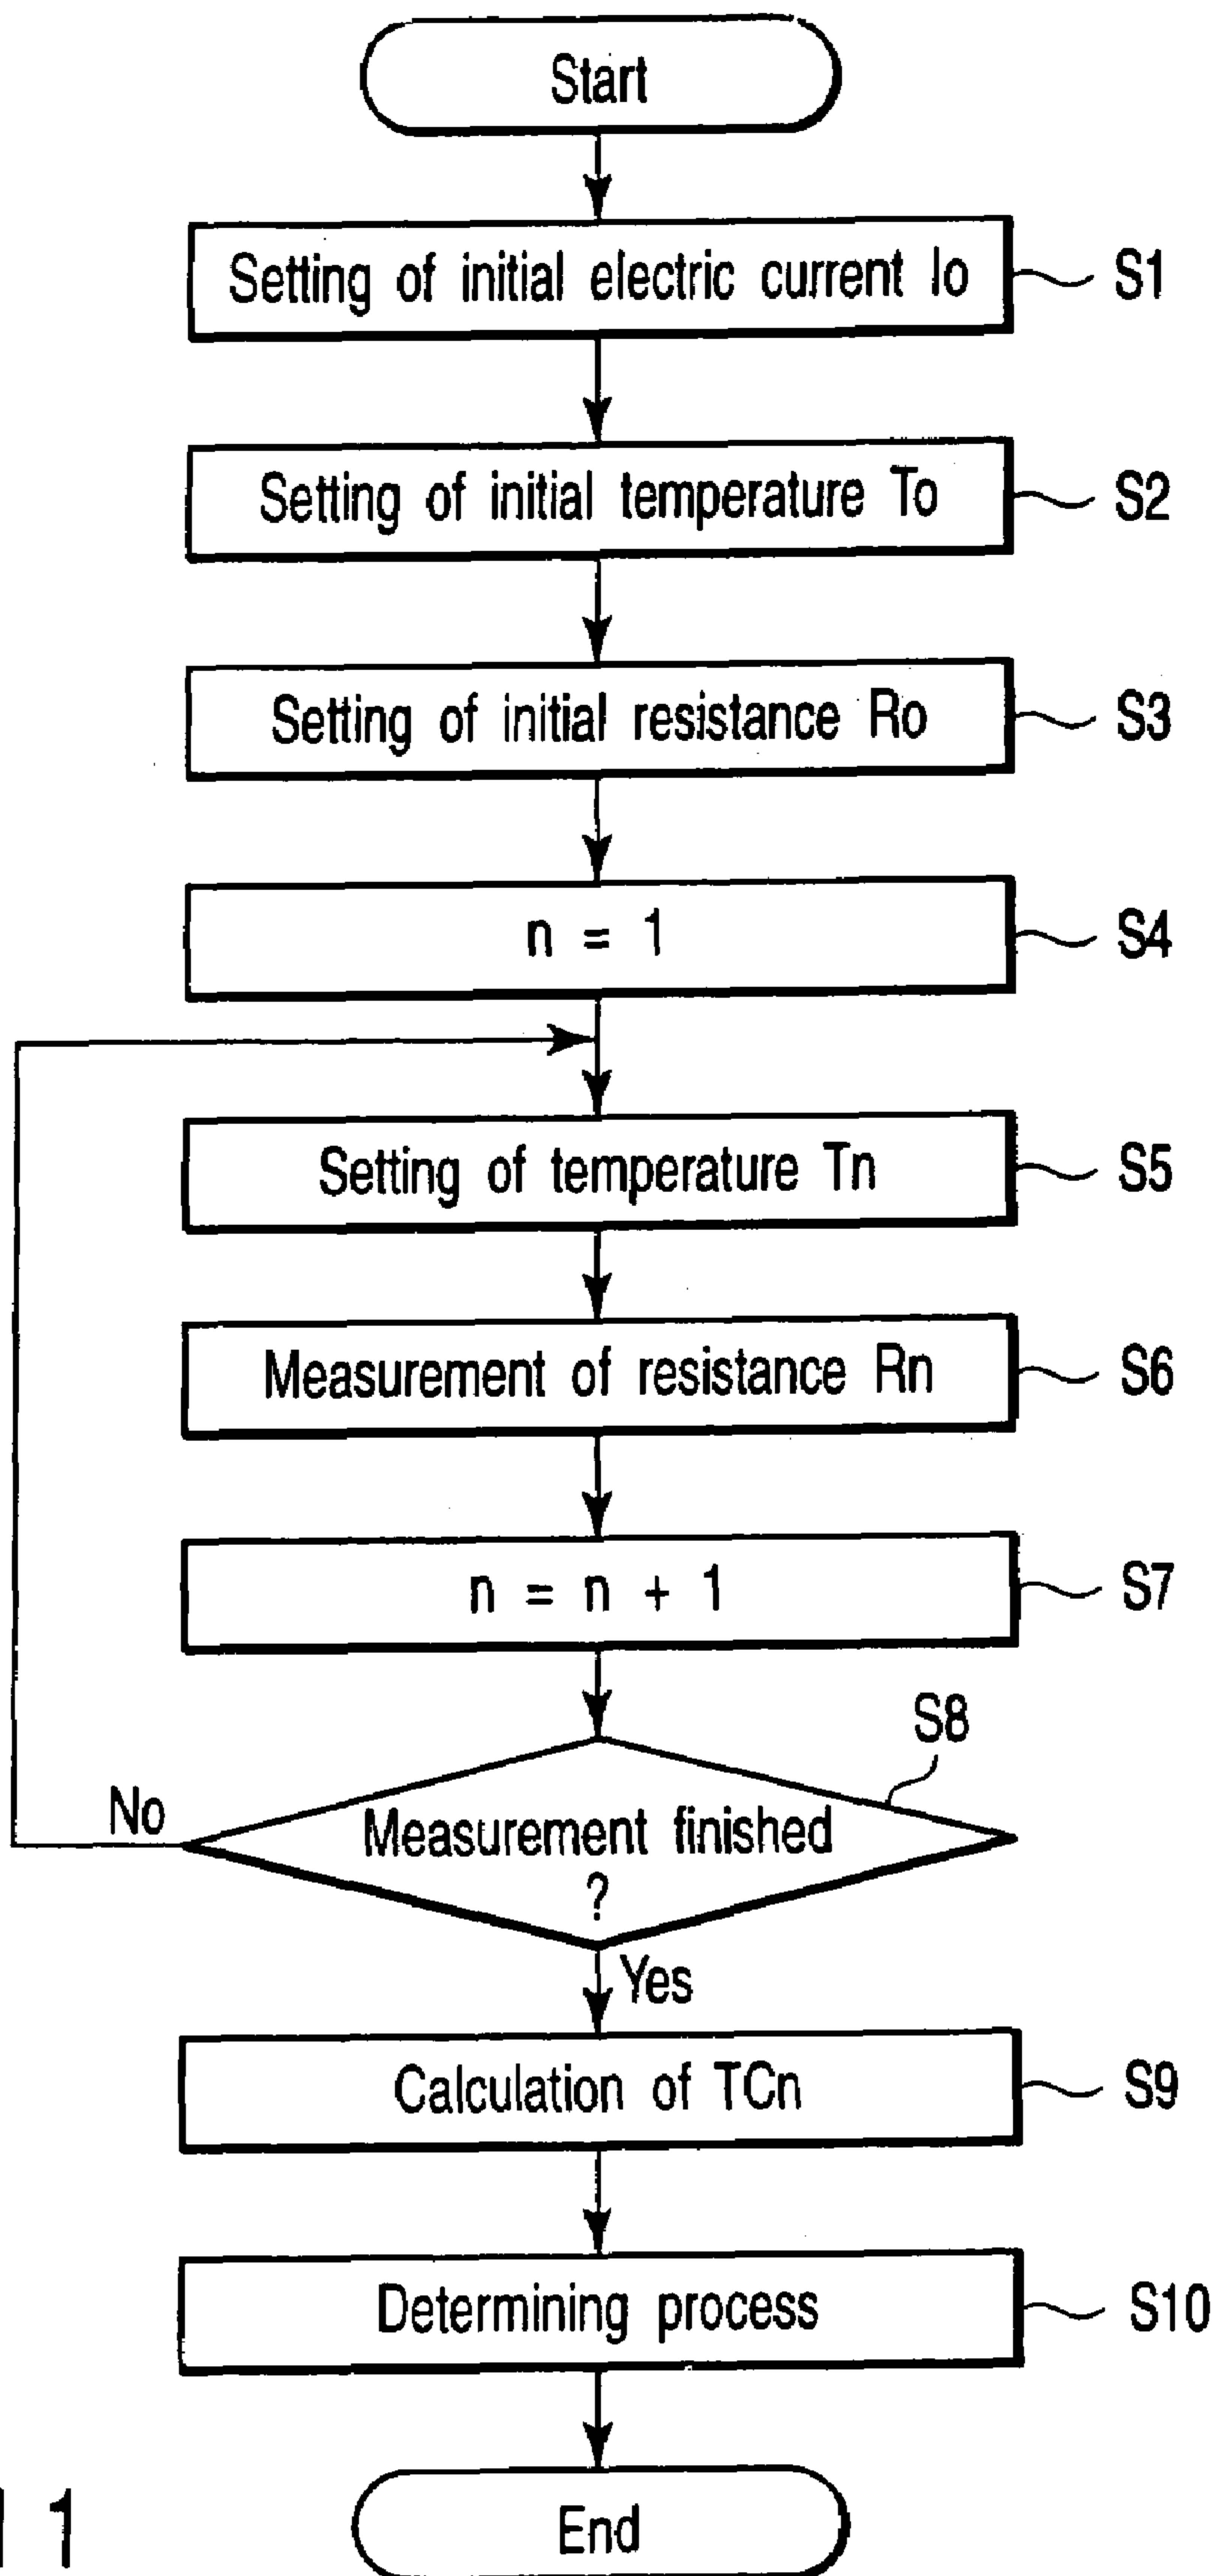 Start
Setting of initial electric current Io
S1
Setting of initial temperature To
S2
Setting of initial resistance Ro
S3
n = 1
S4
Setting of temperature Tn
S5
Measurement of resistance Rn
S6
n = n + 1
S7
S8
No
Measurement finished
?
Yes
Calculation of TCn
S9
Determining process
S10
End
1